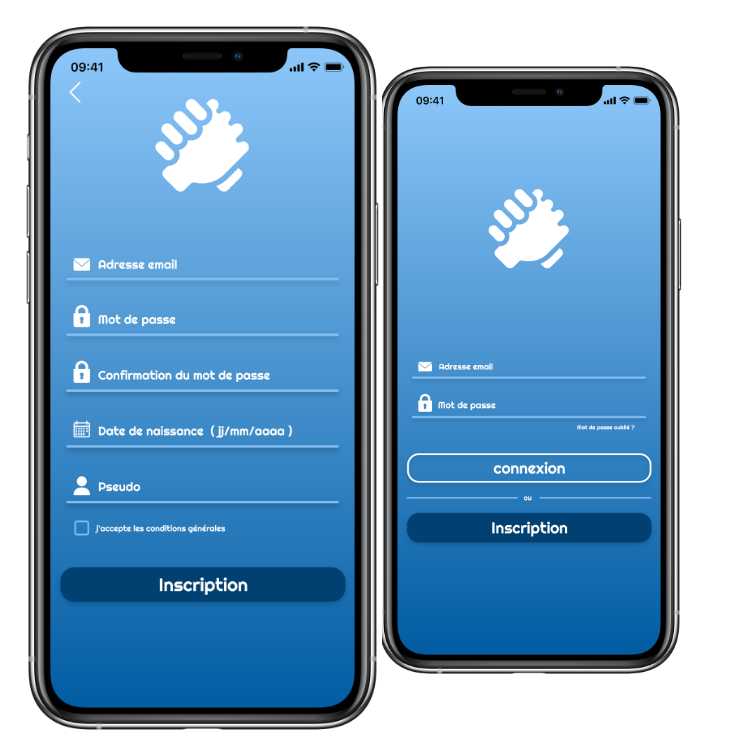 09:41
Adresse email
Mot de passe
Confirmation du mot de passe
Date de naissance ( jj/mm/aaaa )
Pseudo
j'accepte les conditions générales
Inscription
09:41
Adresse email
Mot de passe
Mot de passe oublié ?
connexion
ou
Inscription